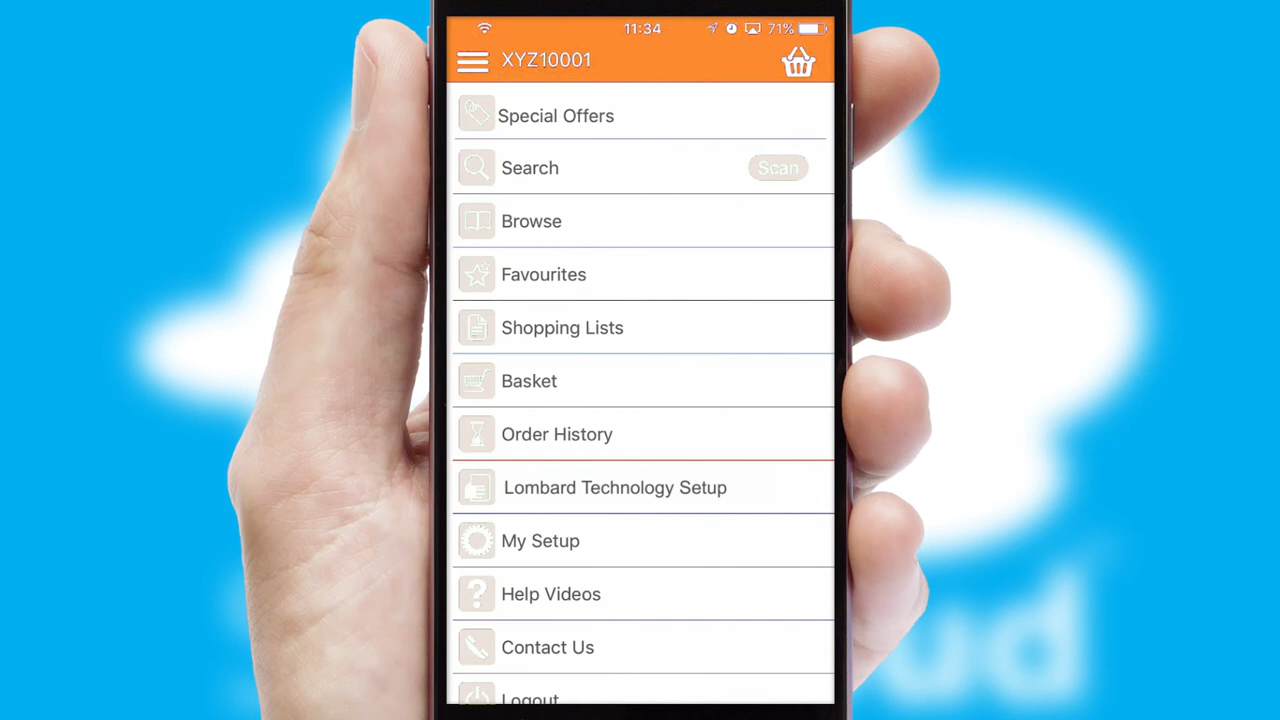 11:34
71%
XYZ10001
Special Offers
Search
Scan
Browse
Favourites
Shopping Lists
Basket
Order History
Lombard Technology Setup
My Setup
Help Videos
Contact Us
Logout
ud